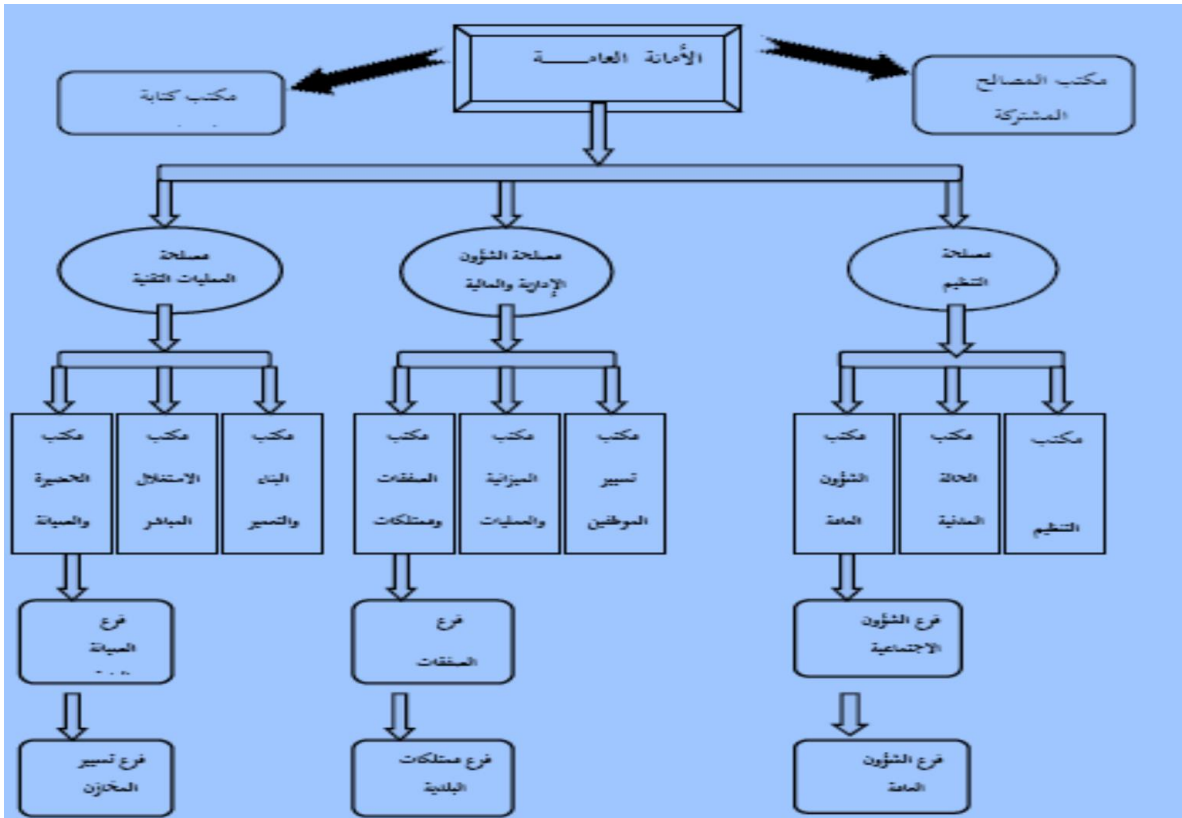 الأمانة العامـــــة
مكتب المصالح
المشتركة
مكتب كتابة
مصلحة
التنظيم
مصلحة الشؤون
الإدارية والمالية
مصلحة
العمليات التقنية
مكتب
التنظيم
مكتب
الحالة
المدنية
مكتب
الشؤون
العامة
مكتب
تسيير
الموظفين
مكتب
الميزانية
والعمليات
مكتب
الصفقات
وممتلكات
مكتب
البناء
والتعمير
مكتب
الاستغلال
المباشر
مكتب
الحضيرة
والصيانة
فرع الشؤون
الاجتماعية
فرع
الصفقات
فرع
الصيانة
فرع الشؤون
العامة
فرع ممتلكات
البلدية
فرع تسيير
المخازن